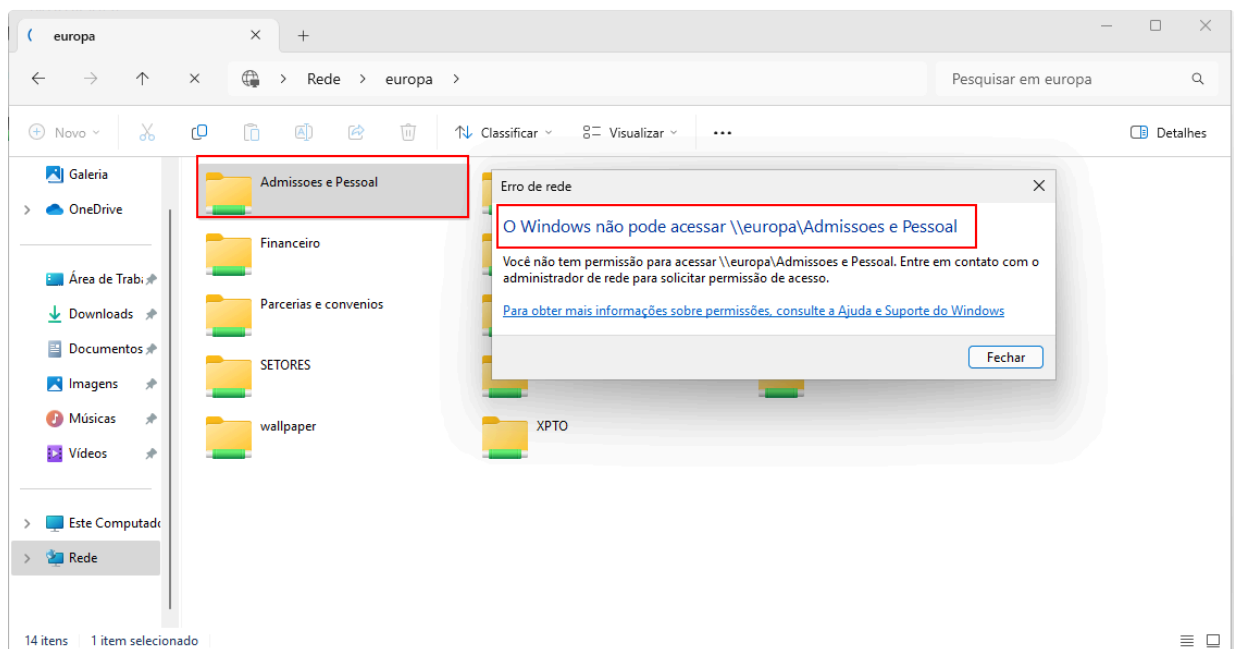 europa
Rede > europa >
Pesquisar em europa
Novo
Classificar
Visualizar
Detalhes
Galeria
OneDrive
Área de Trab
Downloads
Documentos
Imagens
Músicas
Vídeos
Este Computad
Rede
Admissoes e Pessoal
Financeiro
Parcerias e convenios
SETORES
wallpaper
XPTO
Erro de rede
O Windows não pode acessar \\europa\Admissoes e Pessoal
Você não tem permissão para acessar \\europa\Admissoes e Pessoal. Entre em contato com o
administrador de rede para solicitar permissão de acesso.
Para obter mais informações sobre permissões, consulte a Ajuda e Suporte do Windows
Fechar
14 itens
1 item selecionado